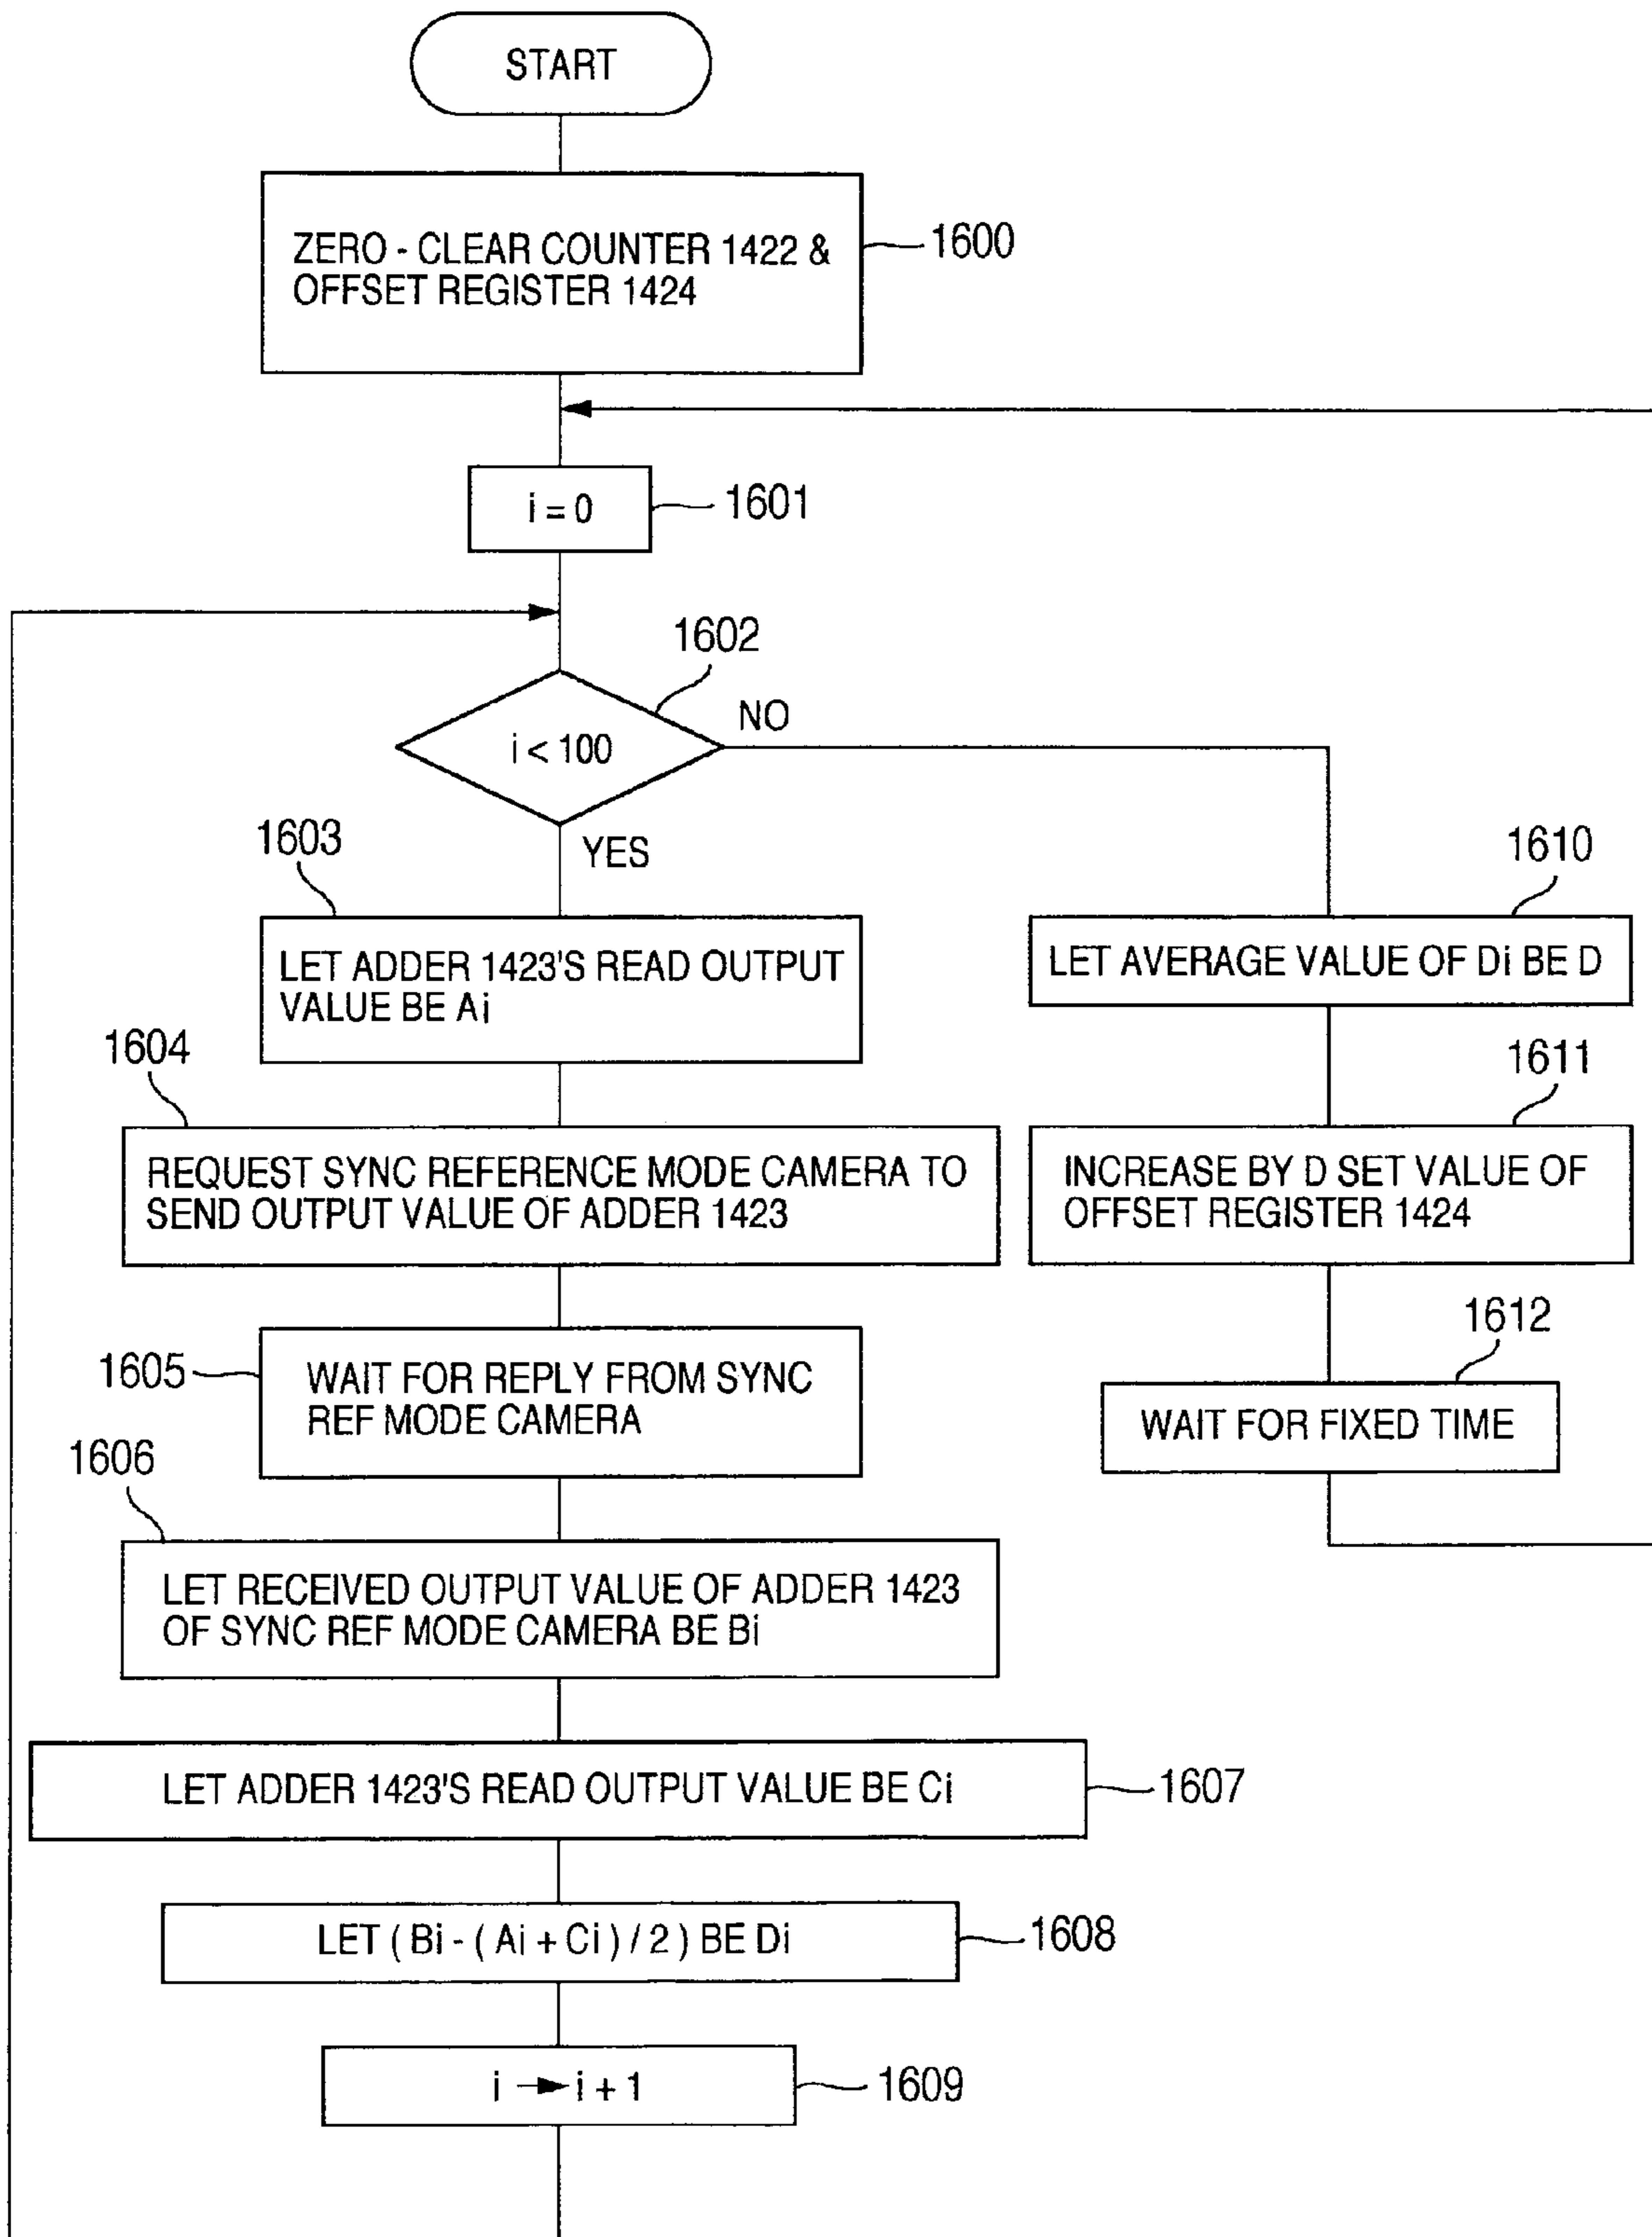 START
ZERO - CLEAR COUNTER 1422 &
OFFSET REGISTER 1424
1600
i = 0
1601
1602
i < 100
NO
YES
1603
LET ADDER 1423'S READ OUTPUT
VALUE BE Ai
1604
REQUEST SYNC REFERENCE MODE CAMERA TO
SEND OUTPUT VALUE OF ADDER 1423
1605
WAIT FOR REPLY FROM SYNC
REF MODE CAMERA
1606
LET RECEIVED OUTPUT VALUE OF ADDER 1423
OF SYNC REF MODE CAMERA BE Bi
LET ADDER 1423'S READ OUTPUT VALUE BE Ci
1607
LET ( Bi - ( Ai + Ci ) / 2 ) BE Di
1608
i → i + 1
1609
1610
LET AVERAGE VALUE OF Di BE D
1611
INCREASE BY D SET VALUE OF
OFFSET REGISTER 1424
1612
WAIT FOR FIXED TIME